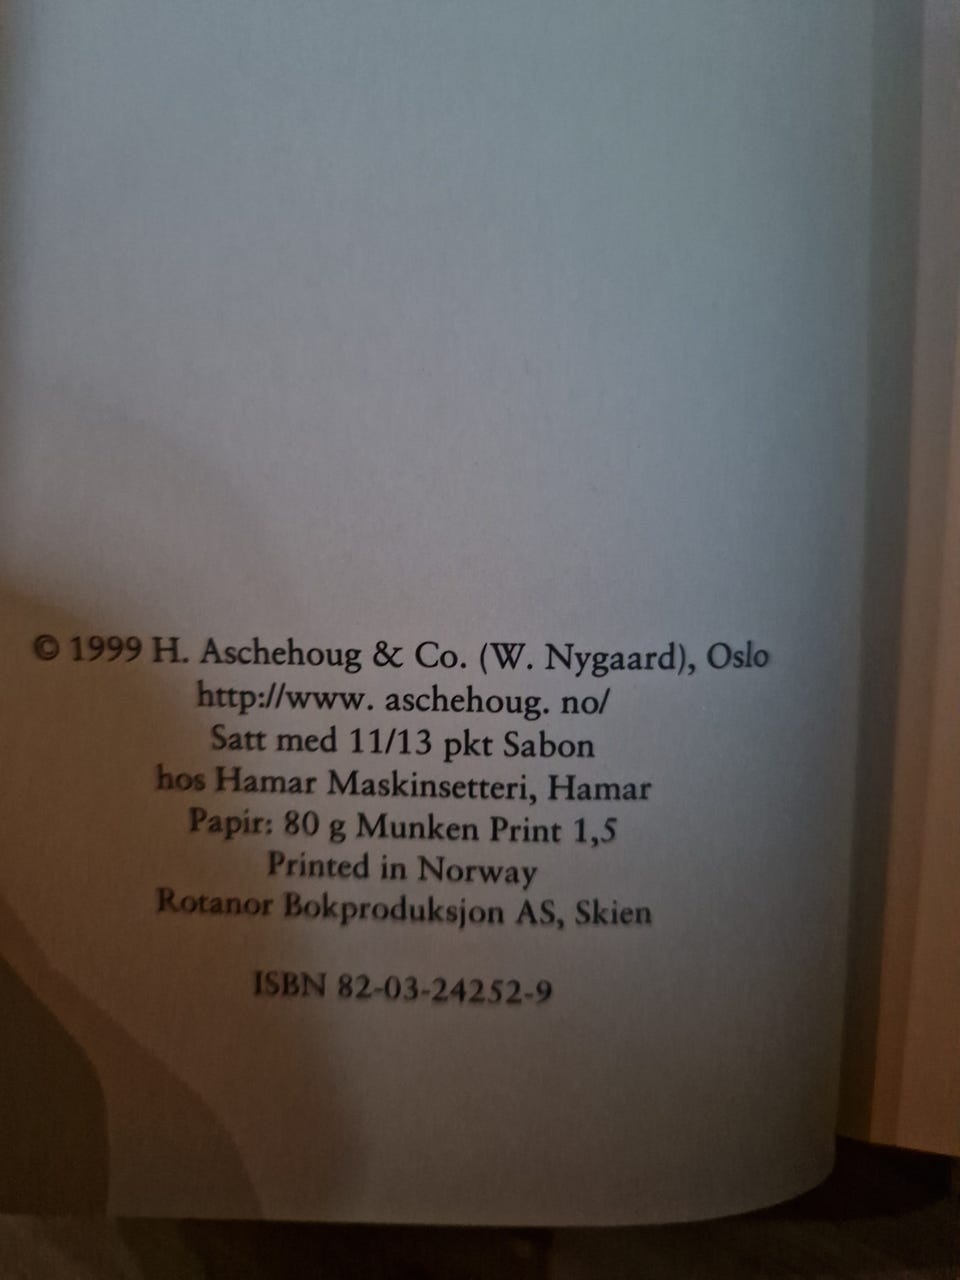 © 1999 H. Aschehoug & Co. (W. Nygaard), Oslo
http://www. aschehoug. no/
Satt med 11/13 pkt Sabon
hos Hamar Maskinsetteri, Hamar
Papir: 80 g Munken Print 1,5
Printed in Norway
Rotanor Bokproduksjon AS, Skien
ISBN 82-03-24252-9